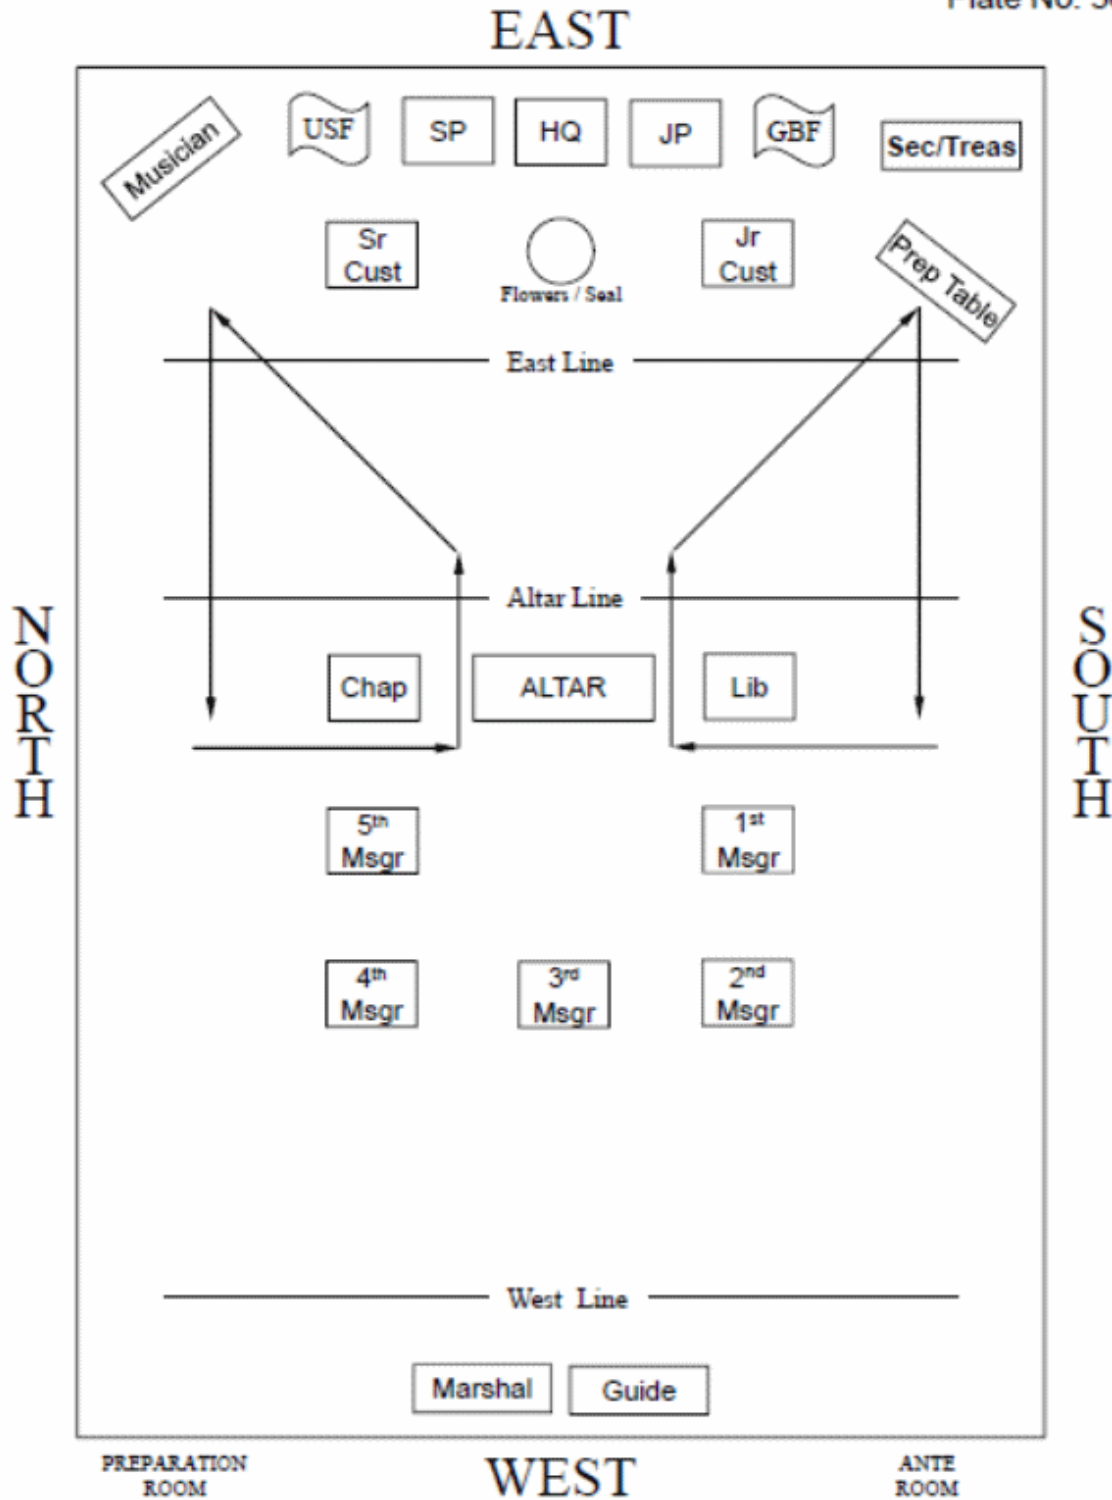 Plate No.
EAST
Musician
USF
SP
HQ
JP
GBF
Sec/Treas
Sr
Cust
Flowers / Seal
Jr
Cust
Prep Table
East Line
Altar Line
NORTH
SOUTH
Chap
ALTAR
Lib
5th
Msgr
1st
Msgr
4th
Msgr
3rd
Msgr
2nd
Msgr
West Line
Marshal
Guide
PREPARATION
ROOM
WEST
ANTE
ROOM